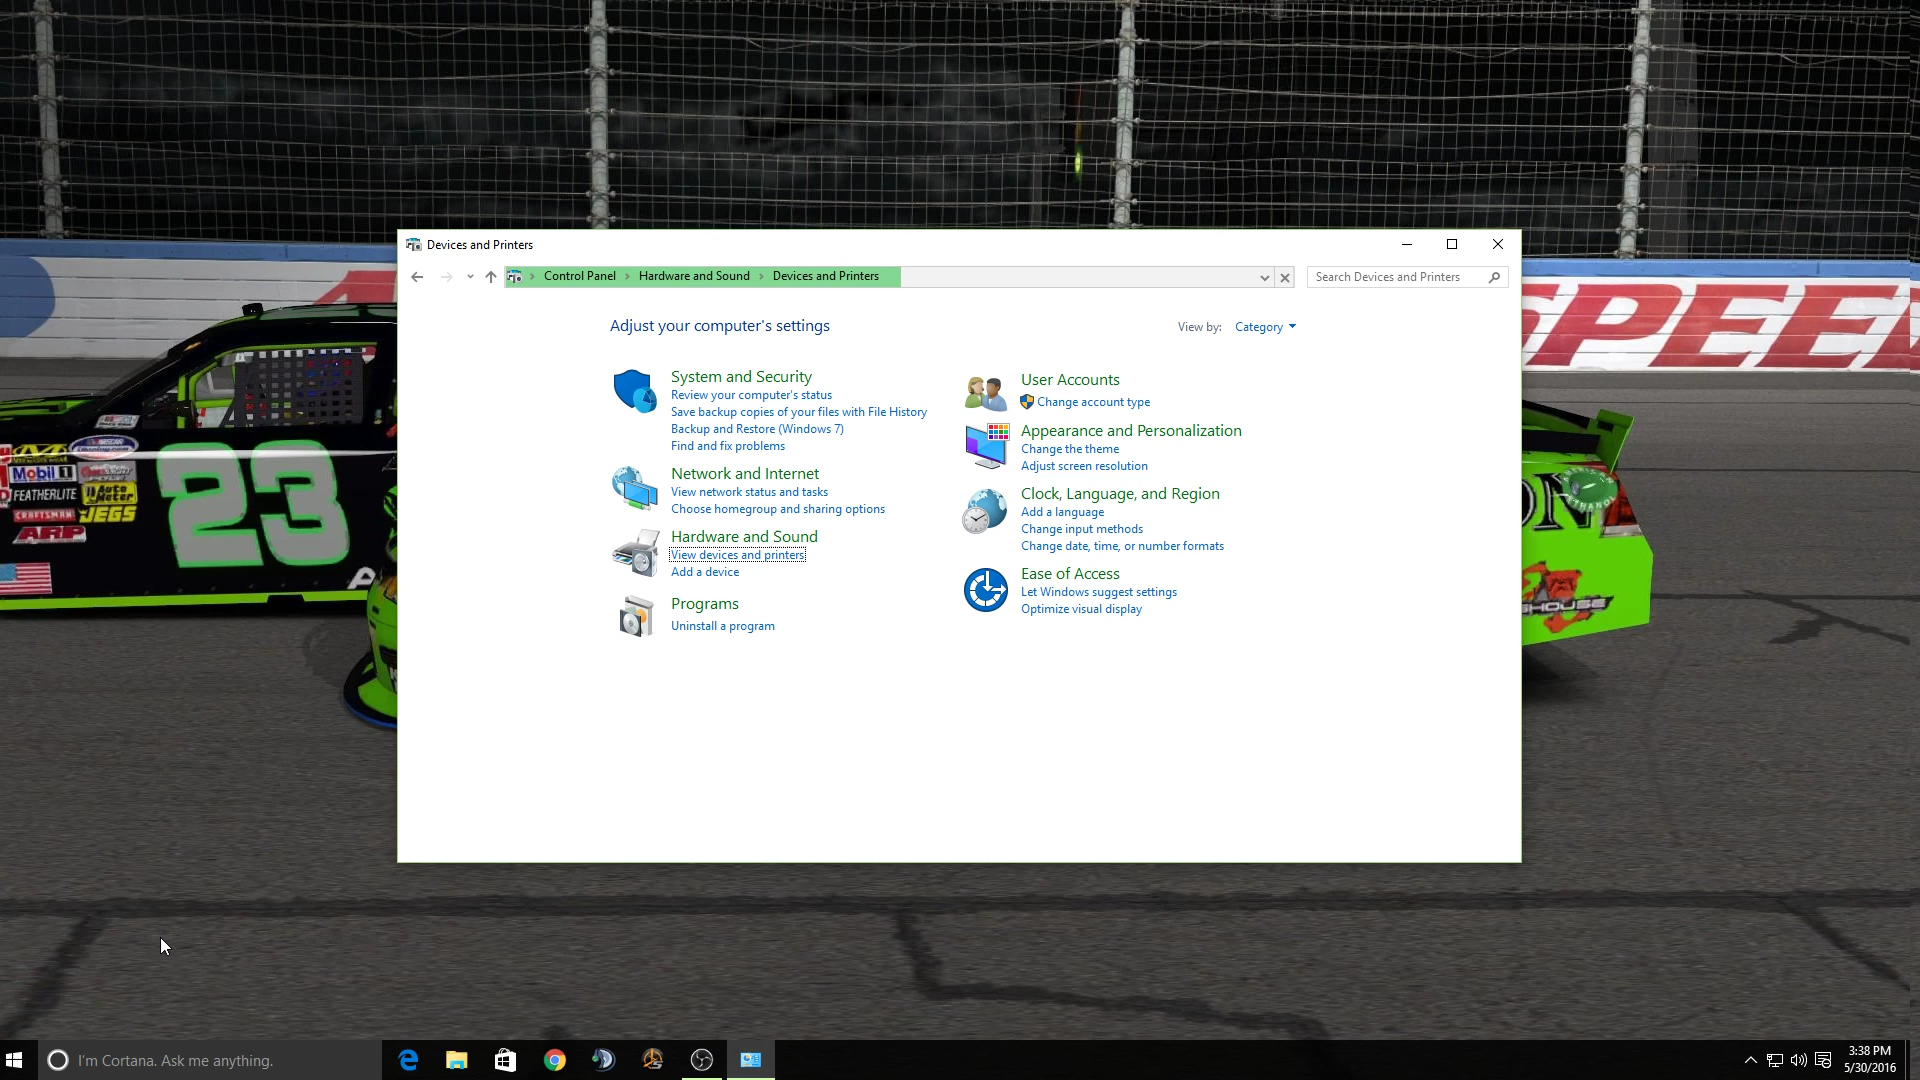 Devices and Printers
Control Panel
Hardware and Sound
Devices and Printers
Search Devices and Printers
Adjust your computer's settings
View by: Category
System and Security
Review your computer's status
Save backup copies of your files with File History
Backup and Restore (Windows 7)
Find and fix problems
Network and Internet
View network status and tasks
Choose homegroup and sharing options
Hardware and Sound
View devices and printers
Add a device
Programs
Uninstall a program
User Accounts
Change account type
Appearance and Personalization
Change the theme
Adjust screen resolution
Clock, Language, and Region
Add a language
Change input methods
Change date, time, or number formats
Ease of Access
Let Windows suggest settings
Optimize visual display
SPEE
23
Mobil 1
FEATHERLITE
Auto Meter
CRAFTSMAN
JEGS
ARP
NASCAR
ON
GHOUSE
I'm Cortana. Ask me anything.
3:38 PM
5/30/2016